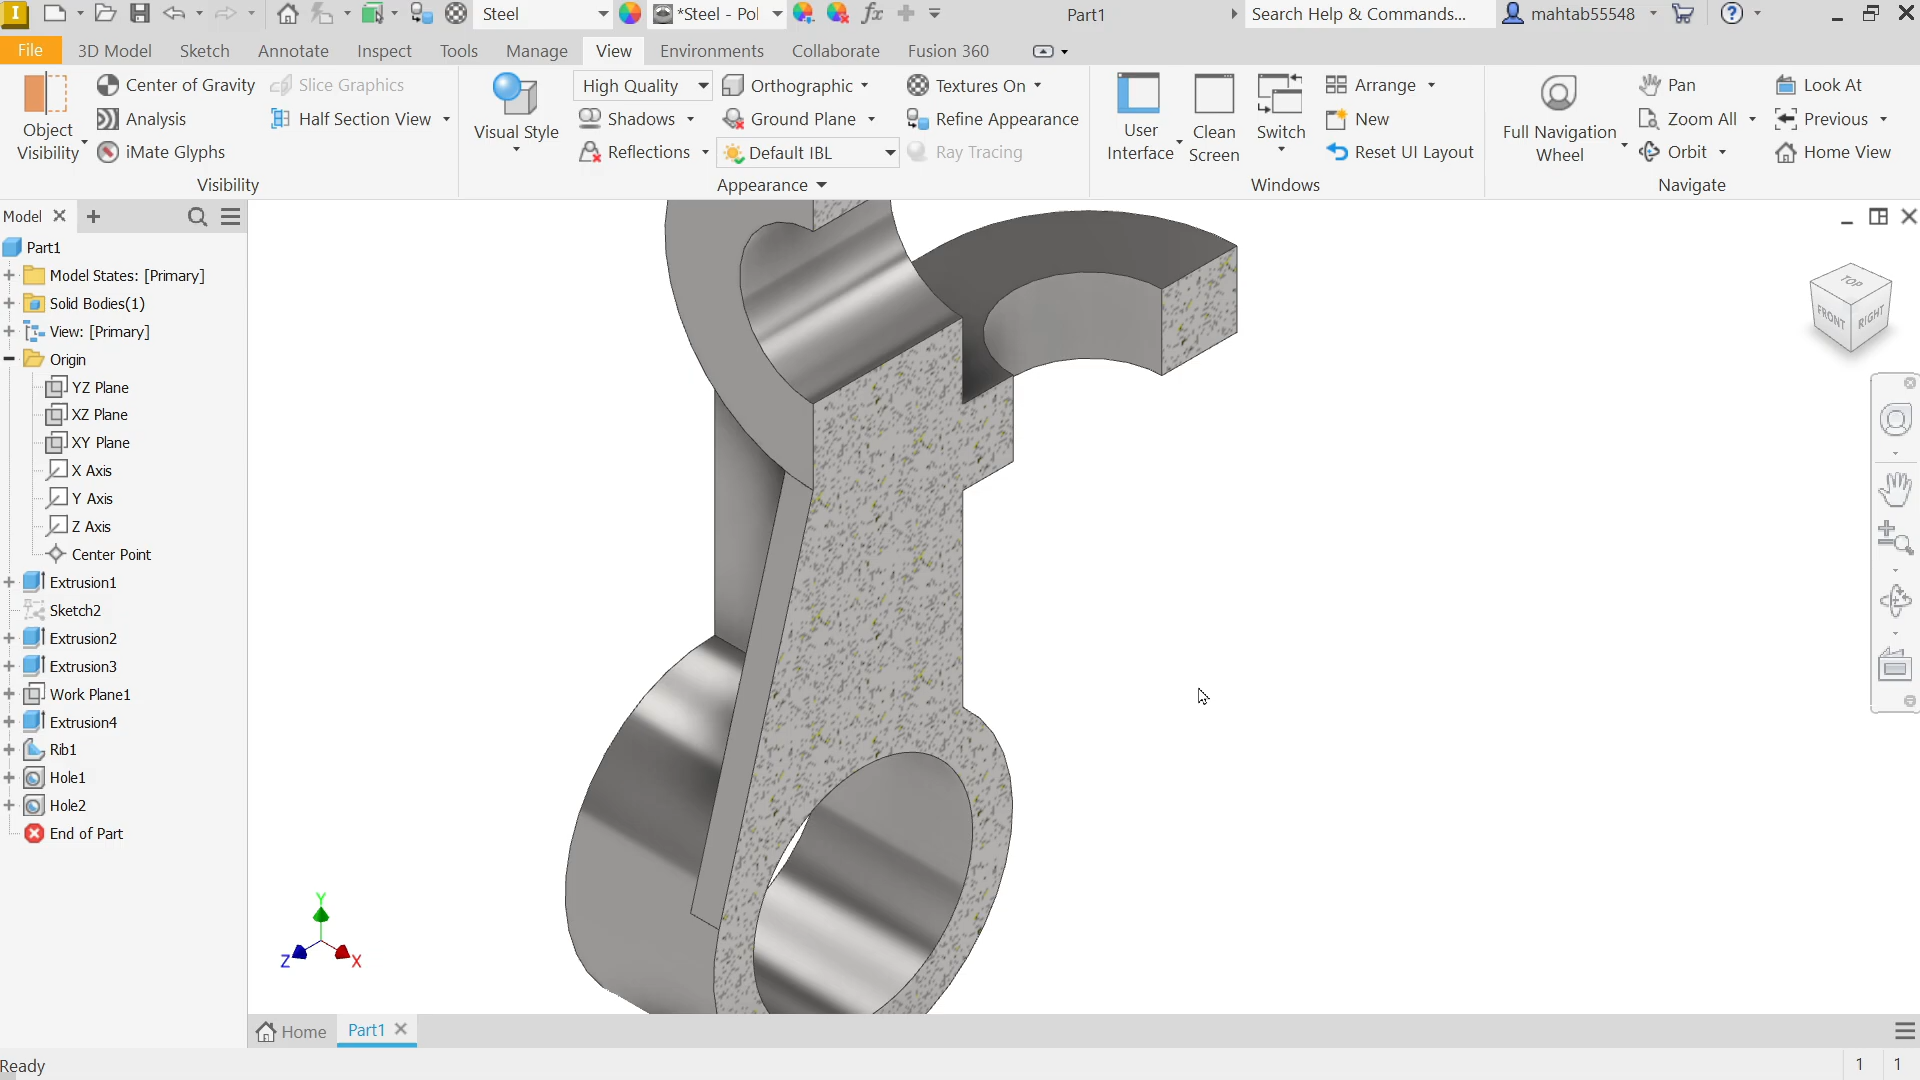 I
Steel
*Steel - Pol
fx
Part1
Search Help & Commands...
mahtab55548
?
File
3D Model
Sketch
Annotate
Inspect
Tools
Manage
View
Environments
Collaborate
Fusion 360
Object
Visibility
Center of Gravity
Analysis
iMate Glyphs
Slice Graphics
Half Section View
Visibility
Visual Style
High Quality
Shadows
Reflections
Orthographic
Ground Plane
Default IBL
Textures On
Refine Appearance
Ray Tracing
Appearance
User
Interface
Clean
Screen
Switch
Arrange
New
Reset UI Layout
Windows
Full Navigation
Wheel
Pan
Zoom All
Orbit
Look At
Previous
Home View
Navigate
Model
Part1
Model States: [Primary]
Solid Bodies(1)
View: [Primary]
Origin
YZ Plane
XZ Plane
XY Plane
X Axis
Y Axis
Z Axis
Center Point
Extrusion1
Sketch2
Extrusion2
Extrusion3
Work Plane1
Extrusion4
Rib1
Hole1
Hole2
End of Part
TOP
FRONT
RIGHT
Y
Z
X
Home
Part1
Ready
1
1